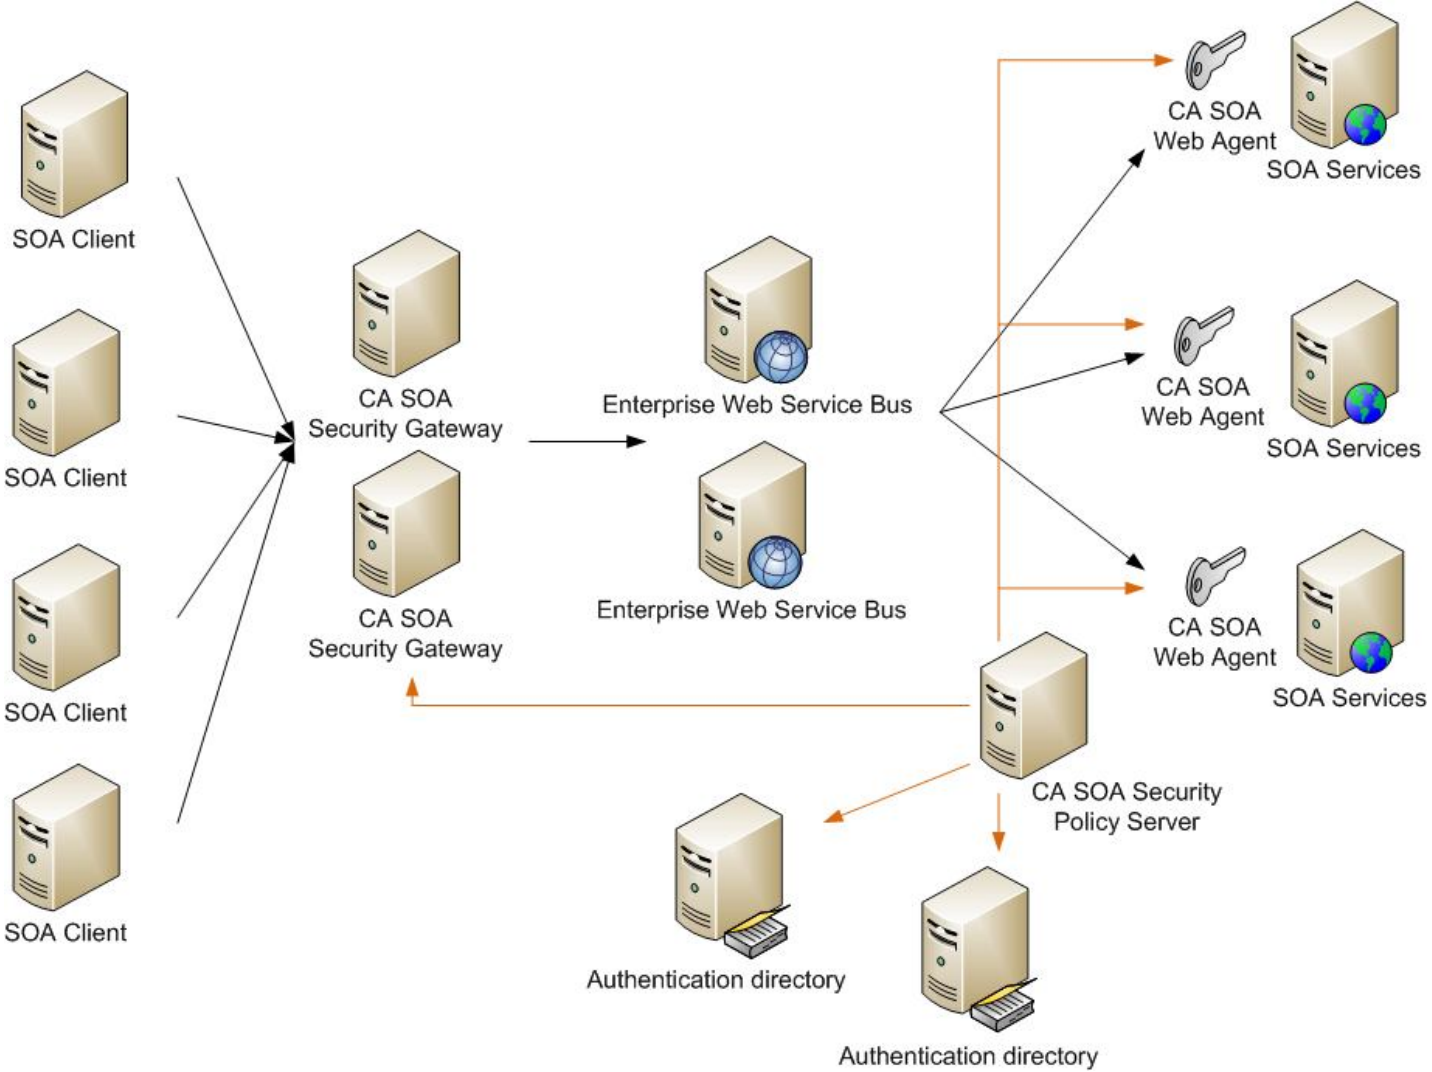 CA SOA
Web Agent
SOA Services
SOA Client
CA SOA
Security Gateway
Enterprise Web Service Bus
CA SOA
Web Agent
SOA Services
SOA Client
CA SOA
Security Gateway
Enterprise Web Service Bus
CA SOA
Web Agent
SOA Services
SOA Client
CA SOA Security
Policy Server
SOA Client
Authentication directory
Authentication directory